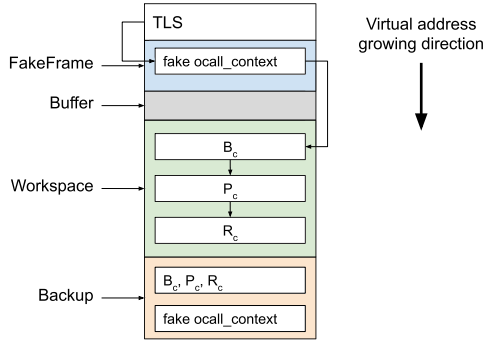 TLS
Virtual address
growing direction
FakeFrame
fake ocall_context
Buffer
B_c
Workspace
P_c
R_c
Backup
B_c, P_c, R_c
fake ocall_context